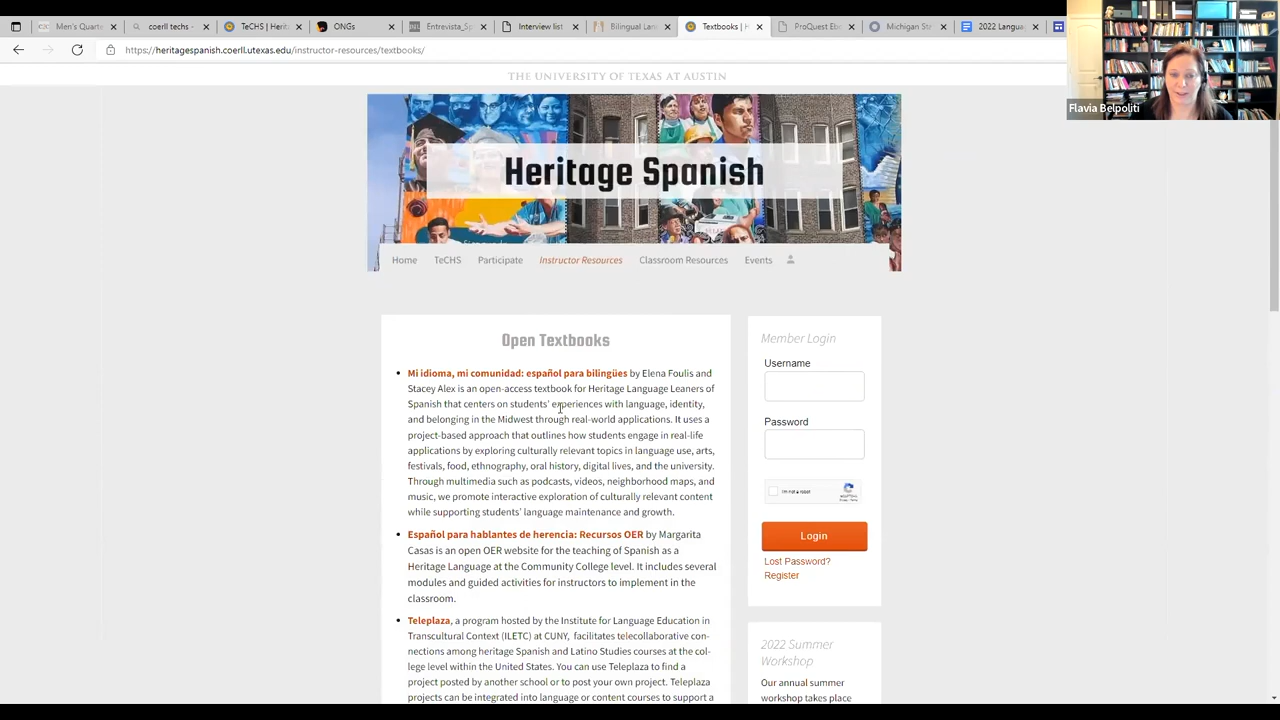 Men's Quart
coerll techs -
TeCHS | Herit
ONGs
Entrevista_Sp
Interview list
Bilingual Lan
Textbooks | H
ProQuest Eb
Michigan St
2022 Langua
https://heritagespanish.coerll.utexas.edu/instructor-resources/textbooks/
Flavia Belpoliti
THE UNIVERSITY OF TEXAS AT AUSTIN
Heritage Spanish
Home TeCHS Participate Instructor Resources Classroom Resources Events
Open Textbooks
Mi idioma, mi comunidad: español para bilingües by Elena Foulis and
Stacey Alex is an open-access textbook for Heritage Language Leaners of
Spanish that centers on students' experiences with language, identity,
and belonging in the Midwest through real-world applications. It uses a
project-based approach that outlines how students engage in real-life
applications by exploring culturally relevant topics in language use, arts,
festivals, food, ethnography, oral history, digital lives, and the university.
Through multimedia such as podcasts, videos, neighborhood maps, and
music, we promote interactive exploration of culturally relevant content
while supporting students' language maintenance and growth.
Español para hablantes de herencia: Recursos OER by Margarita
Casas is an open OER website for the teaching of Spanish as a
Heritage Language at the Community College level. It includes several
modules and guided activities for instructors to implement in the
classroom.
Teleplaza, a program hosted by the Institute for Language Education in
Transcultural Context (ILETC) at CUNY, facilitates telecollaborative con-
nections among heritage Spanish and Latino Studies courses at the col-
lege level within the United States. You can use Teleplaza to find a
project posted by another school or to post your own project. Teleplaza
projects can be integrated into language or content courses to support a
Member Login
Username
Password
I'm not a robot
Login
Lost Password?
Register
2022 Summer
Workshop
Our annual summer
workshop takes place